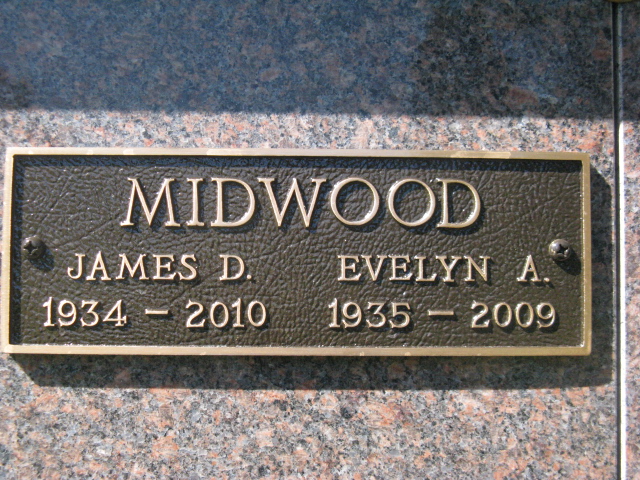 MIDWOOD
JAMES D. EVELYN A.
1934 – 2010 1935 – 2009